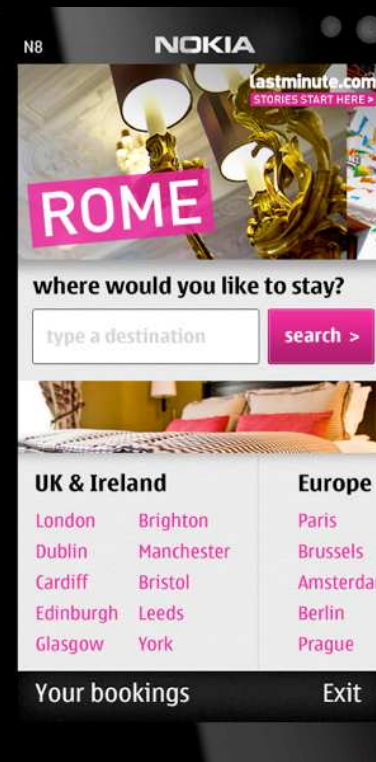 N8 NOKIA
lastminute.com
STORIES START HERE >
ROME
where would you like to stay?
type a destination
search >
UK & Ireland
London Brighton
Dublin Manchester
Cardiff Bristol
Edinburgh Leeds
Glasgow York
Europe
Paris
Brussels
Amsterda
Berlin
Prague
Your bookings Exit